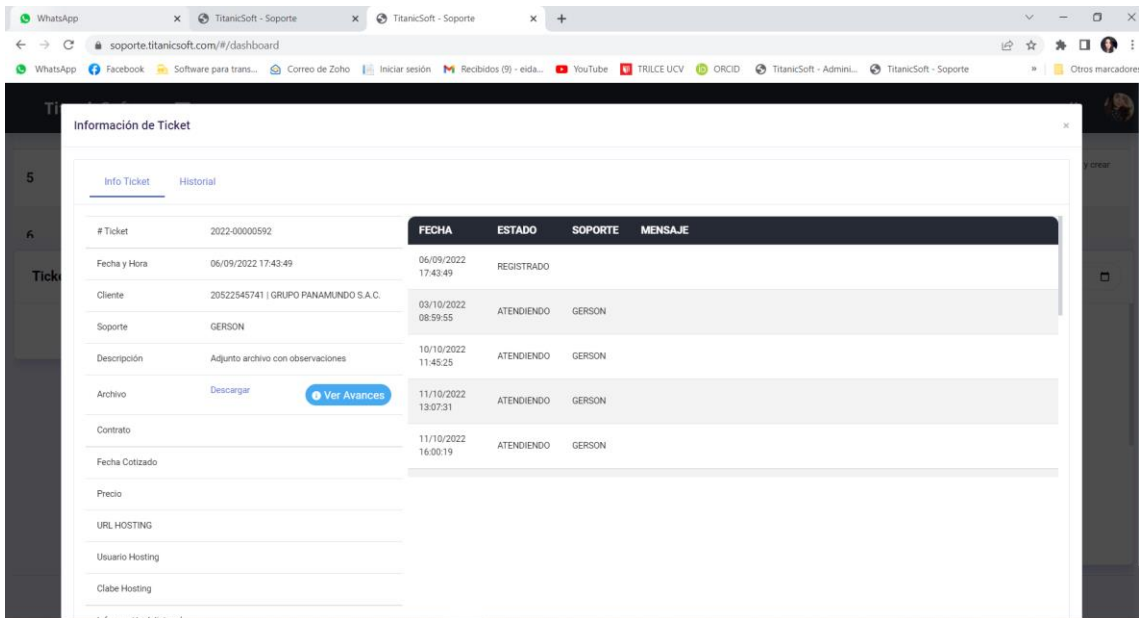 WhatsApp
TitanicSoft - Soporte
TitanicSoft - Soporte
soporte.titanicsoft.com/#/dashboard
WhatsApp Facebook Software para trans... Correo de Zoho Iniciar sesión Recibidos (9) - eida... YouTube TRILCE UCV ORCID TitanicSoft - Admini... TitanicSoft - Soporte » Otros marcadores
Información de Ticket
×
y crear
5
6
Info Ticket Historial
# Ticket 2022-00000592
Fecha y Hora 06/09/2022 17:43:49
Cliente 20522545741 | GRUPO PANAMUNDO S.A.C.
Soporte GERSON
Descripción Adjunto archivo con observaciones
Archivo Descargar Ver Avances
Contrato
Fecha Cotizado
Precio
URL HOSTING
Usuario Hosting
Clabe Hosting
FECHA ESTADO SOPORTE MENSAJE
06/09/2022
17:43:49 REGISTRADO
03/10/2022
08:59:55 ATENDIENDO GERSON
10/10/2022
11:45:25 ATENDIENDO GERSON
11/10/2022
13:07:31 ATENDIENDO GERSON
11/10/2022
16:00:19 ATENDIENDO GERSON